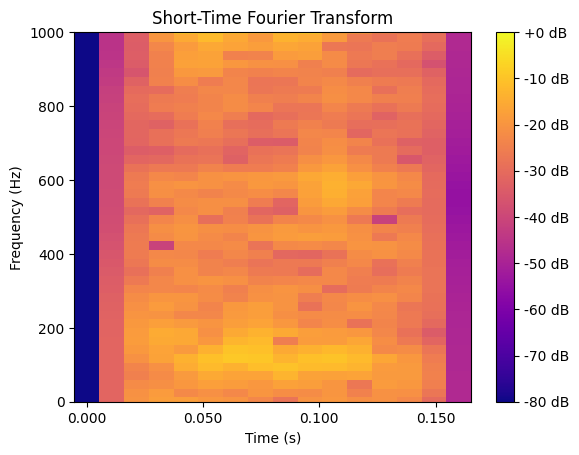 Short-Time Fourier Transform
1000
800
600
400
200
0
Frequency (Hz)
0.000
0.050
0.100
0.150
Time (s)
+0 dB
-10 dB
-20 dB
-30 dB
-40 dB
-50 dB
-60 dB
-70 dB
-80 dB